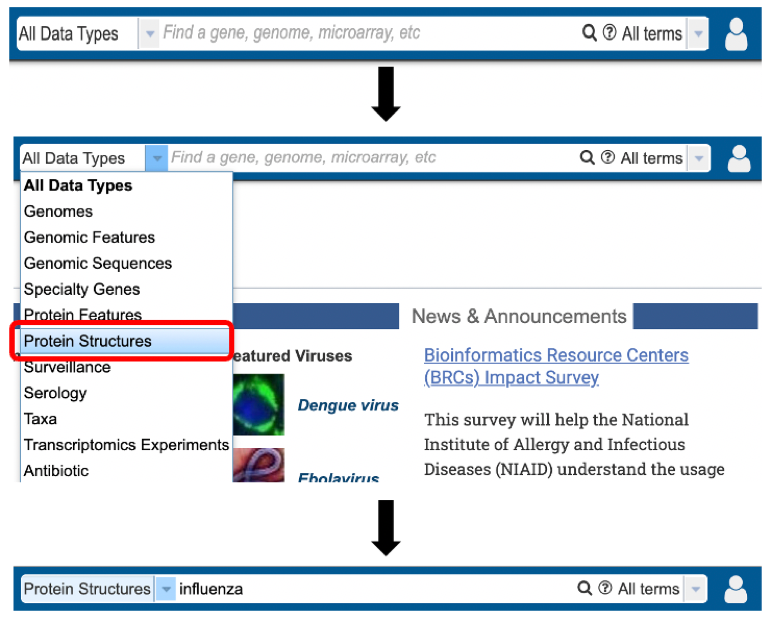 All Data Types Find a gene, genome, microarray, etc All terms
All Data Types Find a gene, genome, microarray, etc All terms
All Data Types
Genomes
Genomic Features
Genomic Sequences
Specialty Genes
Protein Features
Protein Structures
Surveillance
Serology
Taxa
Transcriptomics Experiments
Antibiotic
eatured Viruses
Dengue virus
Ebolavirus
News & Announcements
Bioinformatics Resource Centers
(BRCs) Impact Survey
This survey will help the National
Institute of Allergy and Infectious
Diseases (NIAID) understand the usage
Protein Structures influenza All terms